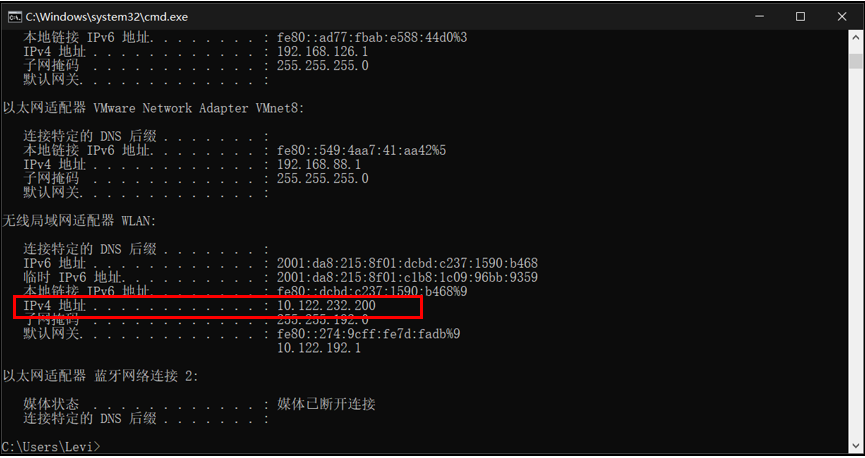 C:\Windows\system32\cmd.exe
本地链接 IPv6 地址. . . . . . . . : fe80::ad77:fbab:e588:44d0%3
IPv4 地址 . . . . . . . . . . . . : 192.168.126.1
子网掩码 . . . . . . . . . . . . : 255.255.255.0
默认网关. . . . . . . . . . . . . :
以太网适配器 VMware Network Adapter VMnet8:
连接特定的 DNS 后缀 . . . . . . . :
本地链接 IPv6 地址. . . . . . . . : fe80::549:4aa7:41:aa42%5
IPv4 地址 . . . . . . . . . . . . : 192.168.88.1
子网掩码 . . . . . . . . . . . . : 255.255.255.0
默认网关. . . . . . . . . . . . . :
无线局域网适配器 WLAN:
连接特定的 DNS 后缀 . . . . . . . :
IPv6 地址 . . . . . . . . . . . . : 2001:da8:215:8f01:dcbd:c237:1590:b468
临时 IPv6 地址. . . . . . . . . . : 2001:da8:215:8f01:c1b8:1c09:96bb:9359
本地链接 IPv6 地址. . . . . . . . : fe80::dcbd:c237:1590:b468%9
IPv4 地址 . . . . . . . . . . . . : 10.122.232.200
子网掩码 . . . . . . . . . . . . : 255.255.192.0
默认网关. . . . . . . . . . . . . : fe80::274:9cff:fe7d:fadb%9
10.122.192.1
以太网适配器 蓝牙网络连接 2:
媒体状态 . . . . . . . . . . . . : 媒体已断开连接
连接特定的 DNS 后缀 . . . . . . . :
C:\Users\Levi>